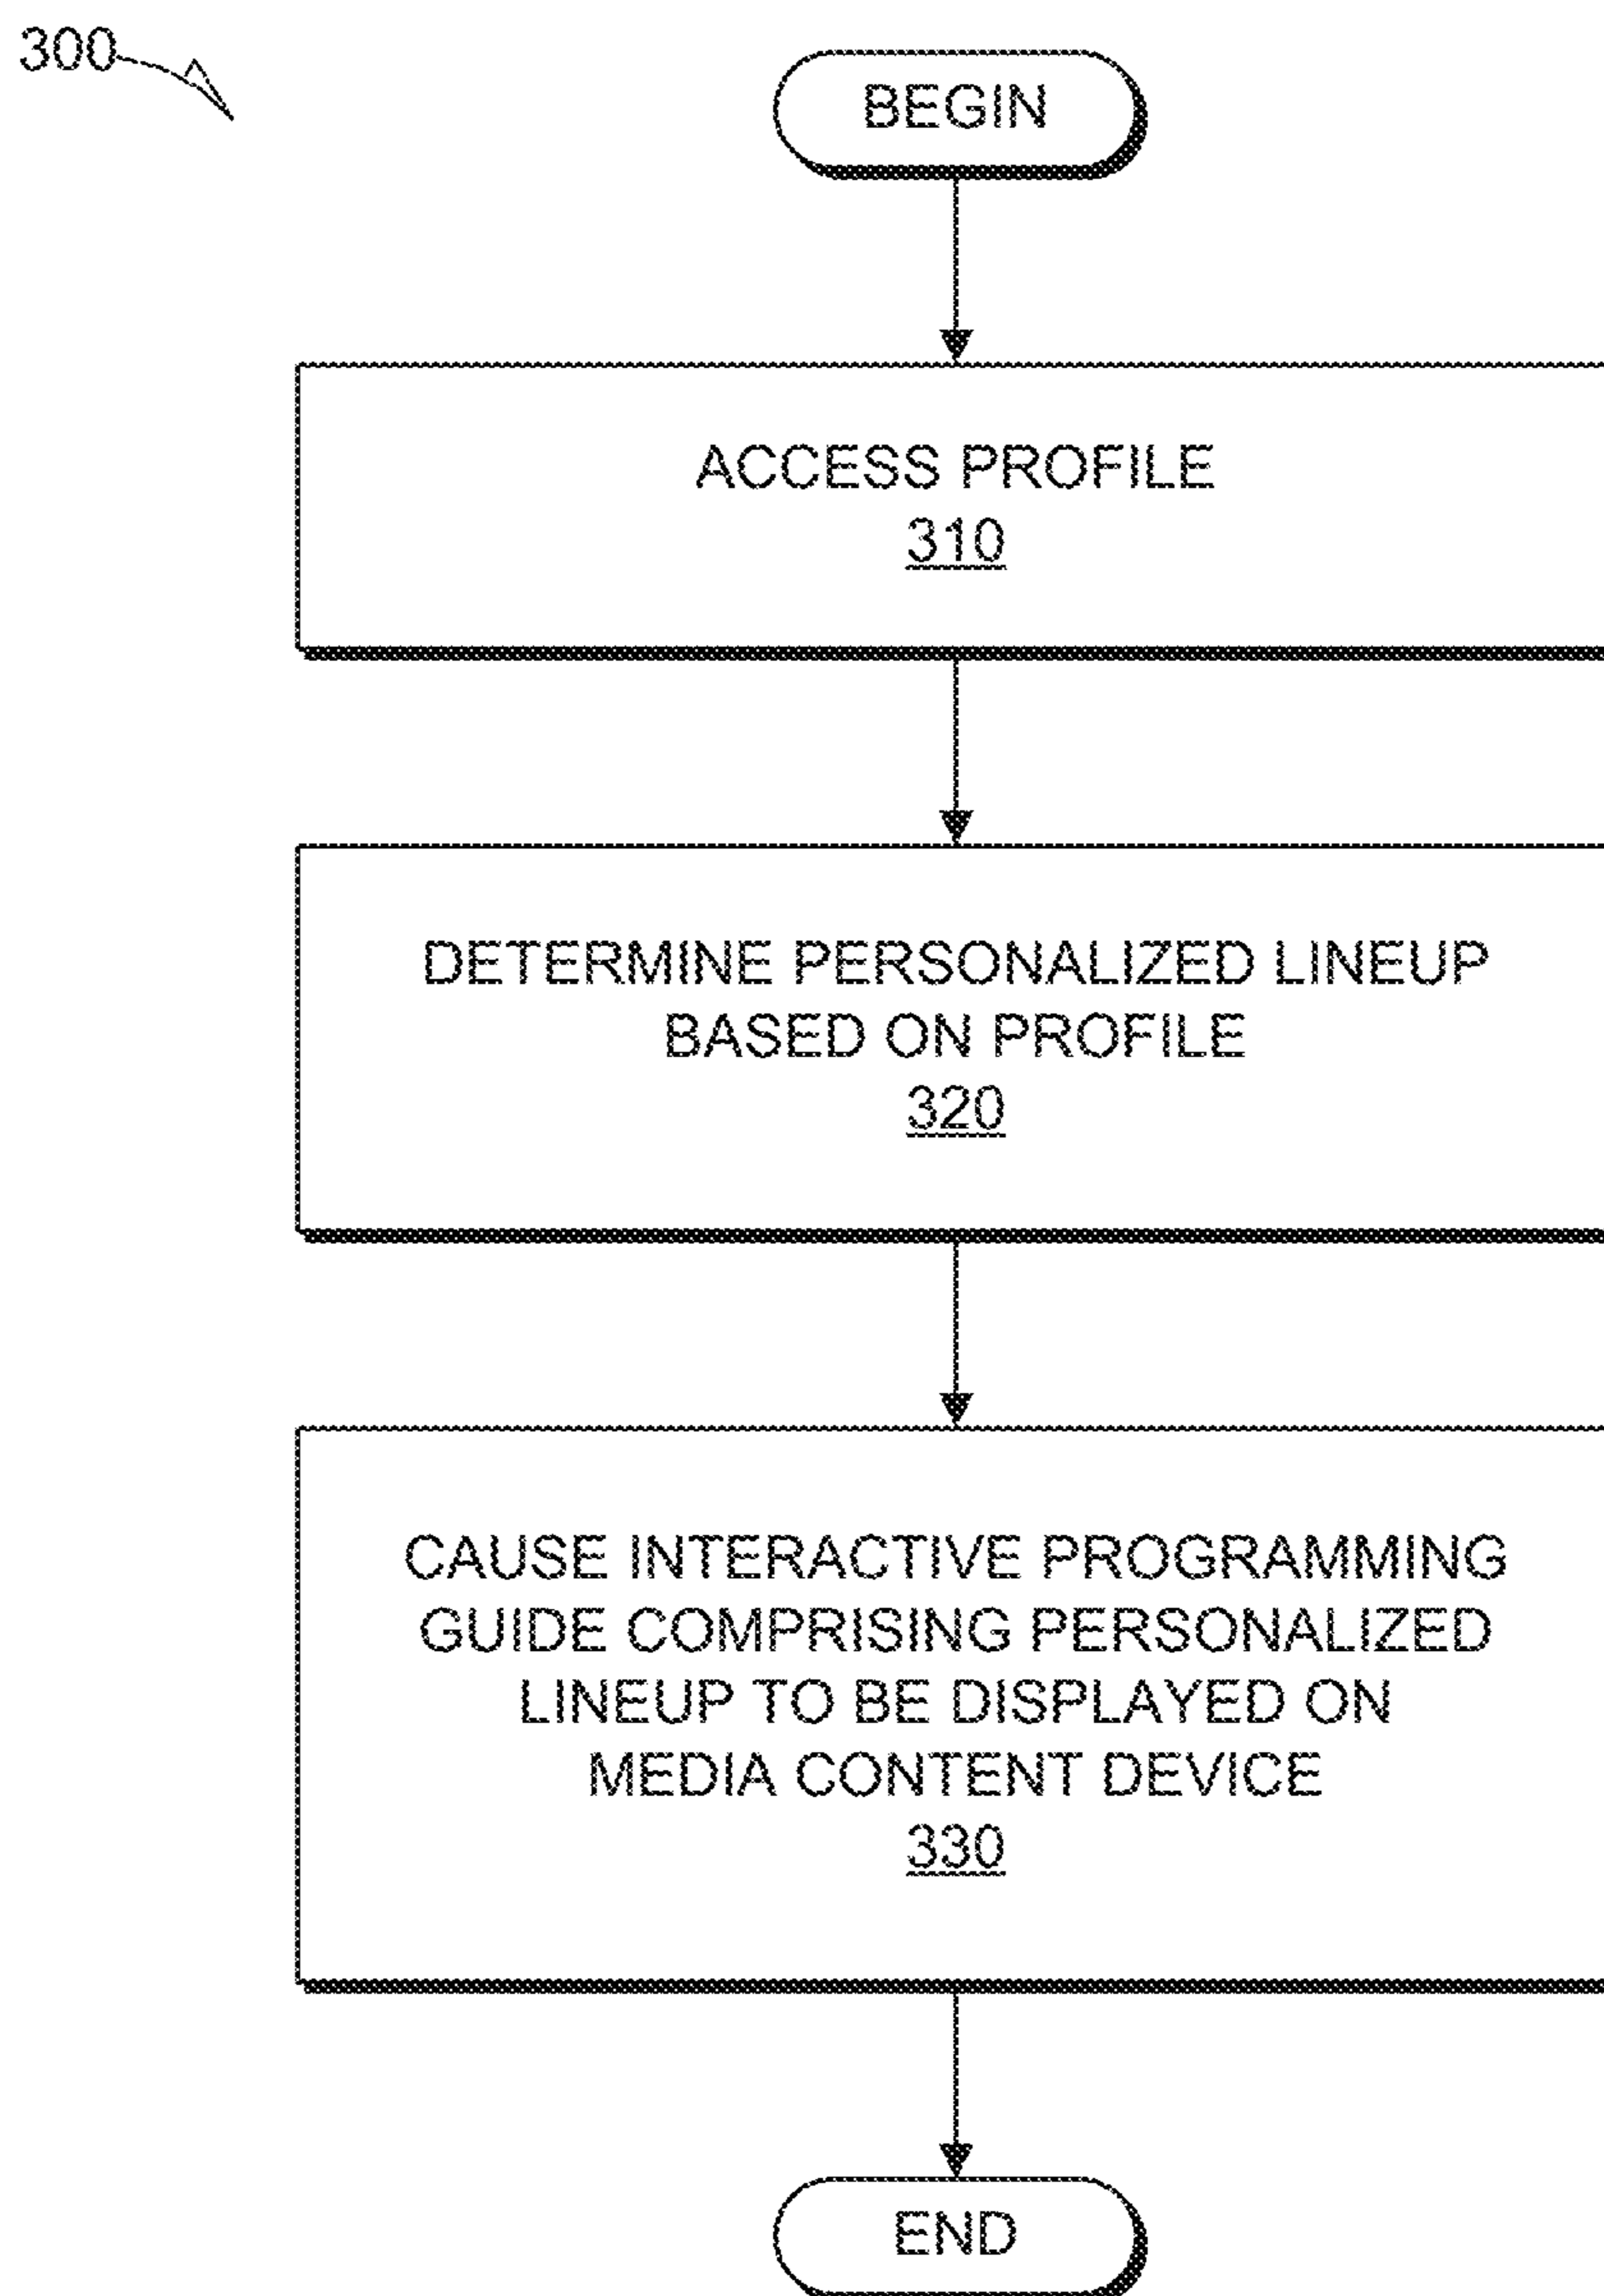 300
BEGIN
ACCESS PROFILE
310
DETERMINE PERSONALIZED LINEUP
BASED ON PROFILE
320
CAUSE INTERACTIVE PROGRAMMING
GUIDE COMPRISING PERSONALIZED
LINEUP TO BE DISPLAYED ON
MEDIA CONTENT DEVICE
330
END